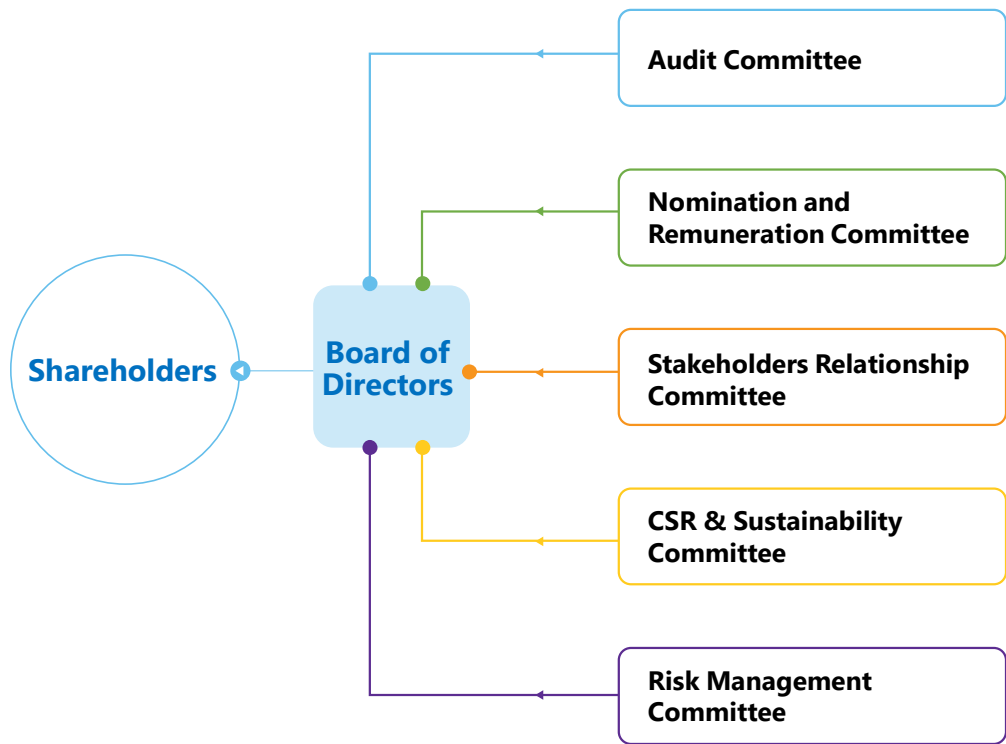 Audit Committee
Nomination and
Remuneration Committee
Shareholders
Board of
Directors
Stakeholders Relationship
Committee
CSR & Sustainability
Committee
Risk Management
Committee